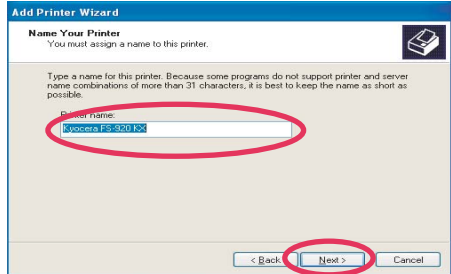 Add Printer Wizard
Name Your Printer
You must assign a name to this printer.
Type a name for this printer. Because some programs do not support printer and server
name combinations of more than 31 characters, it is best to keep the name as short as
possible.
Printer name:
Kyocera FS-920 KX
< Back
Next >
Cancel